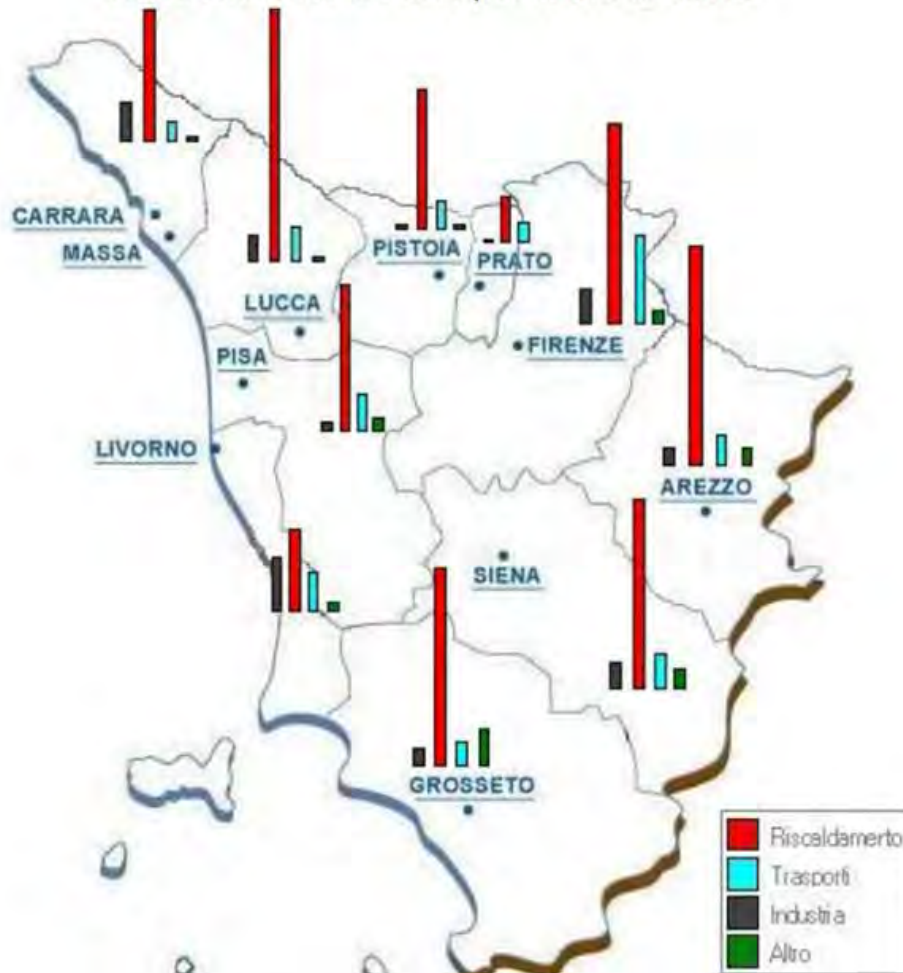 CARRARA
MASSA
PISTOIA
PRATO
LUCCA
FIRENZE
PISA
LIVORNO
AREZZO
SIENA
GROSSETO
Riscaldamento
Trasporti
Industria
Altro